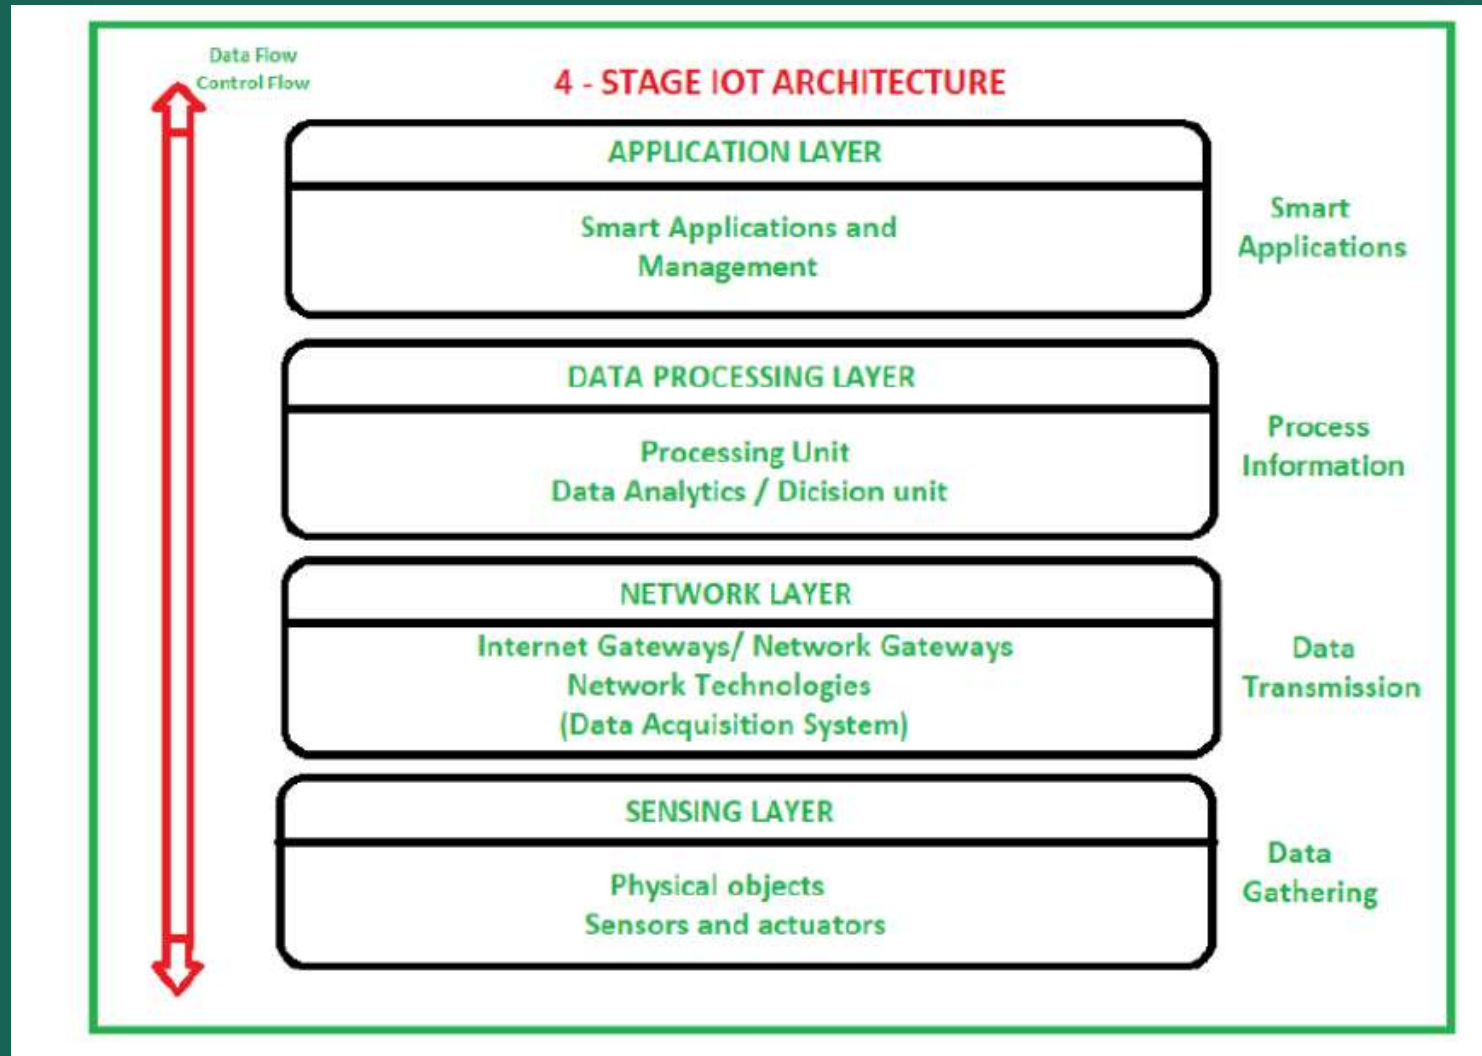 Data Flow
Control Flow
4 - STAGE IOT ARCHITECTURE
APPLICATION LAYER
Smart Applications and
Management
Smart
Applications
DATA PROCESSING LAYER
Processing Unit
Data Analytics / Dicision unit
Process
Information
NETWORK LAYER
Internet Gateways/ Network Gateways
Network Technologies
(Data Acquisition System)
Data
Transmission
SENSING LAYER
Physical objects
Sensors and actuators
Data
Gathering